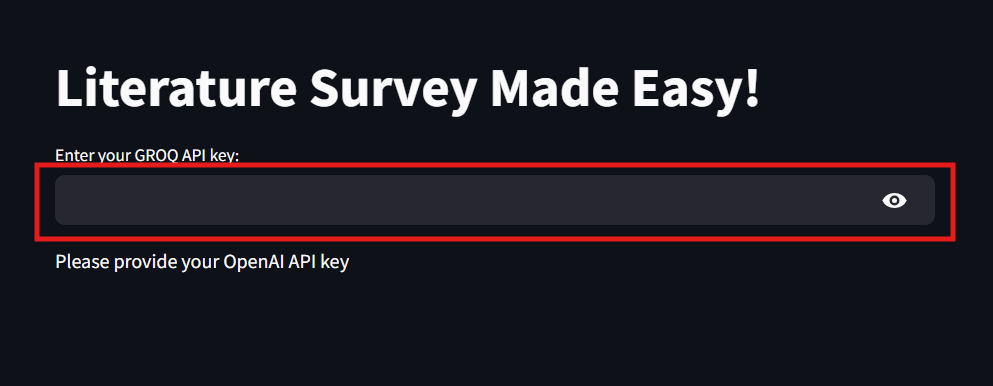 Literature Survey Made Easy!
Enter your GROQ API key:
Please provide your OpenAI API key